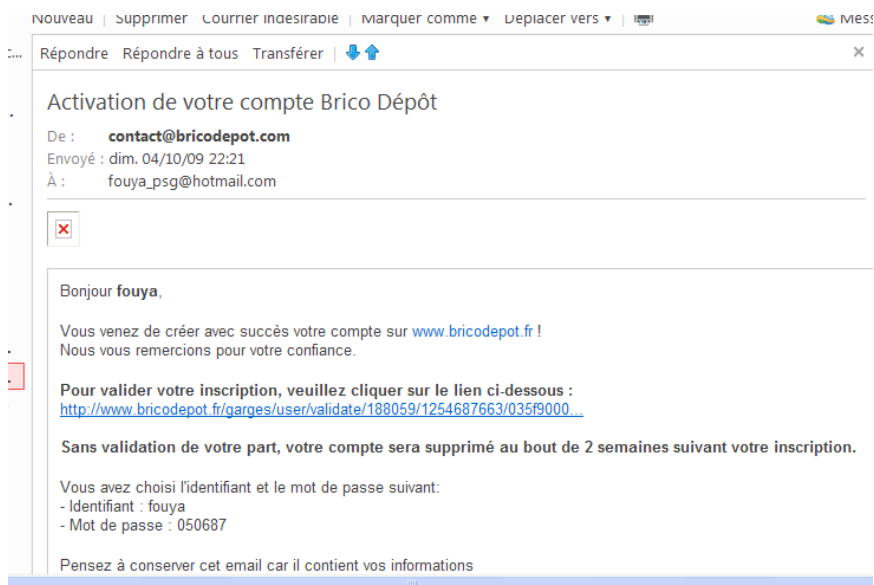 Nouveau | Supprimer Courrier indésirable | Marquer comme ▾ Déplacer vers ▾ |
Répondre Répondre à tous Transférer |
Activation de votre compte Brico Dépôt
De : contact@bricodepot.com
Envoyé : dim. 04/10/09 22:21
À : fouya_psg@hotmail.com
Bonjour fouya,
Vous venez de créer avec succès votre compte sur www.bricodepot.fr !
Nous vous remercions pour votre confiance.
Pour valider votre inscription, veuillez cliquer sur le lien ci-dessous :
http://www.bricodepot.fr/garges/user/validate/188059/1254687663/035f9000...
Sans validation de votre part, votre compte sera supprimé au bout de 2 semaines suivant votre inscription.
Vous avez choisi l'identifiant et le mot de passe suivant:
- Identifiant : fouya
- Mot de passe : 050687
Pensez à conserver cet email car il contient vos informations